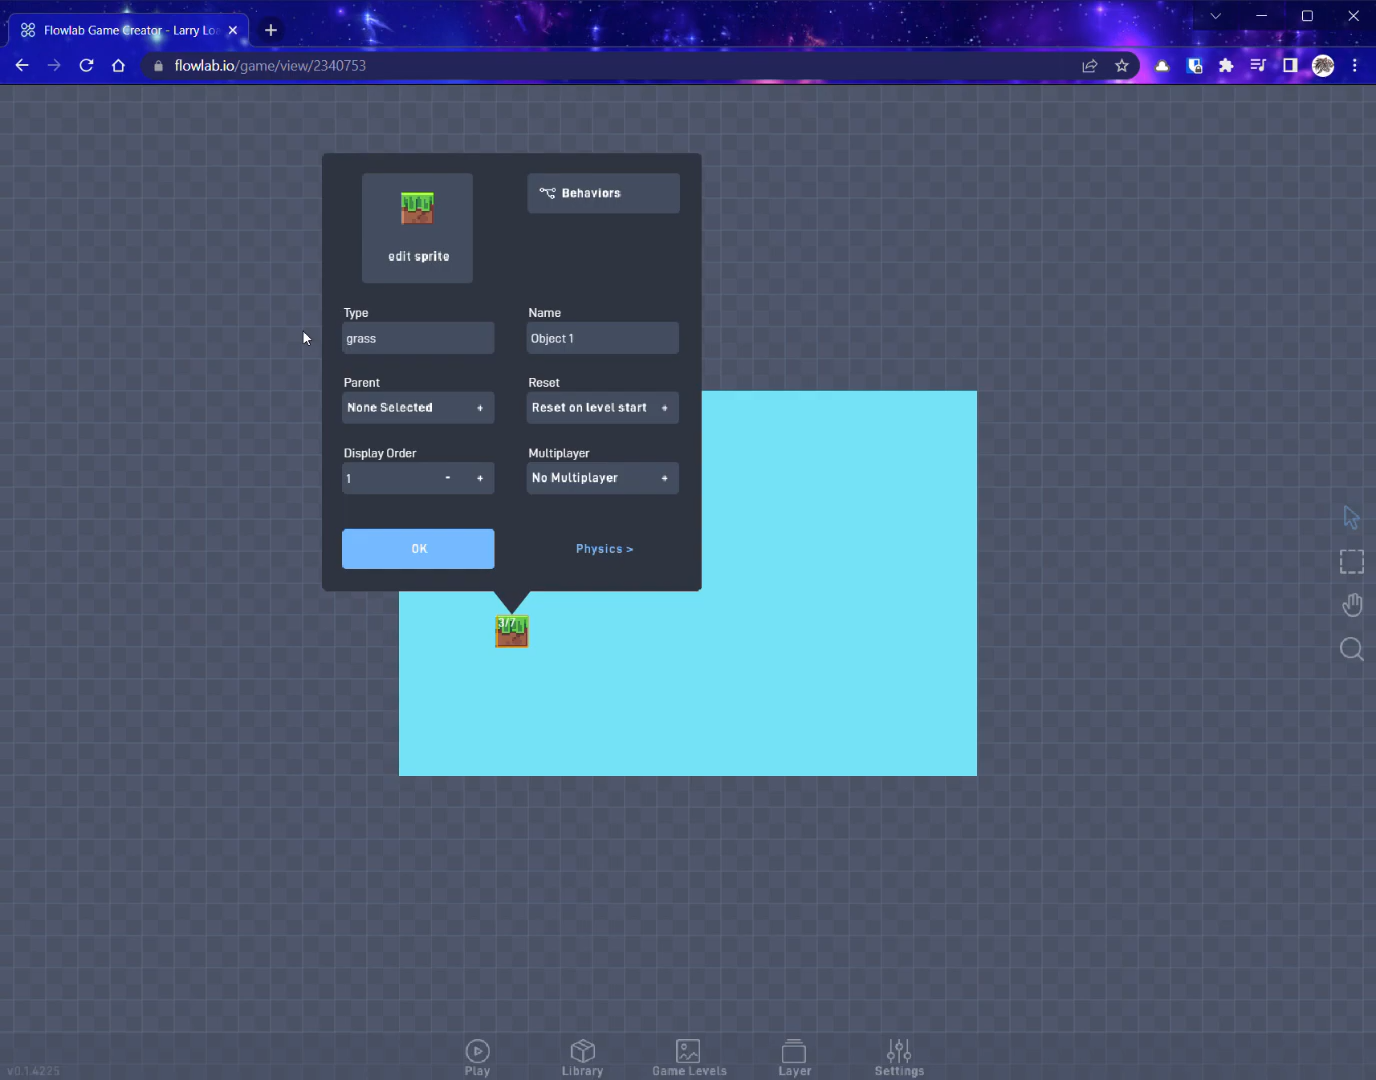 Flowlab Game Creator - Larry Lo
flowlab.io/game/view/2340753
Behaviors
edit sprite
Type
Name
grass
Object 1
Parent
Reset
None Selected +
Reset on level start +
Display Order
Multiplayer
1 - +
No Multiplayer +
OK
Physics >
3/7
Play
Library
Game Levels
Layer
Settings
v0.1.4225